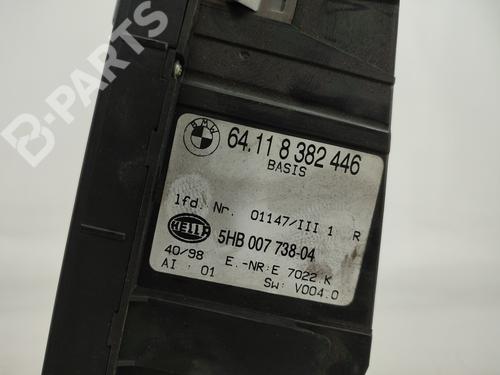 B-PARTS
BMW
64.11 8 382 446
BASIS
lfd. Nr. 01147/III 1 R
HELLA
5HB 007 738-04
40/98 E.-NR:E 7022.K
AI : 01 SW: V004.0